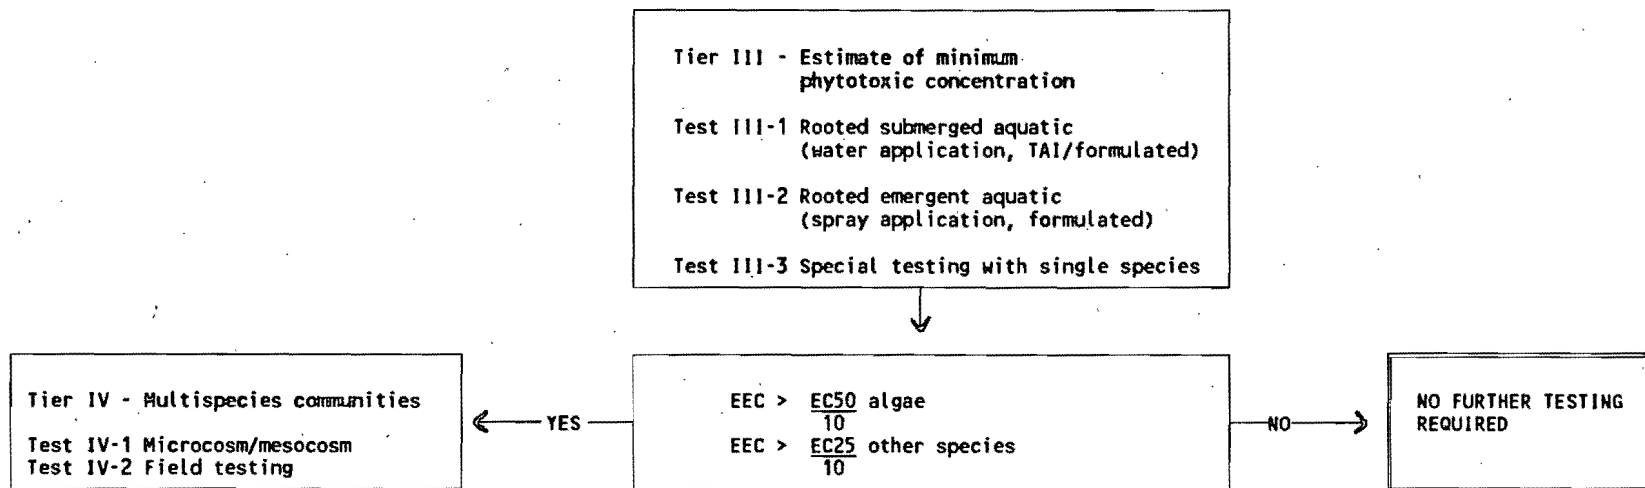 Tier III - Estimate of minimum
phytotoxic concentration
Test III-1 Rooted submerged aquatic
(water application, TAI/formulated)
Test III-2 Rooted emergent aquatic
(spray application, formulated)
Test III-3 Special testing with single species
Tier IV - Multispecies communities
Test IV-1 Microcosm/mesocosm
Test IV-2 Field testing
YES
EEC > EC50 algae
10
EEC > EC25 other species
10
NO
NO FURTHER TESTING
REQUIRED